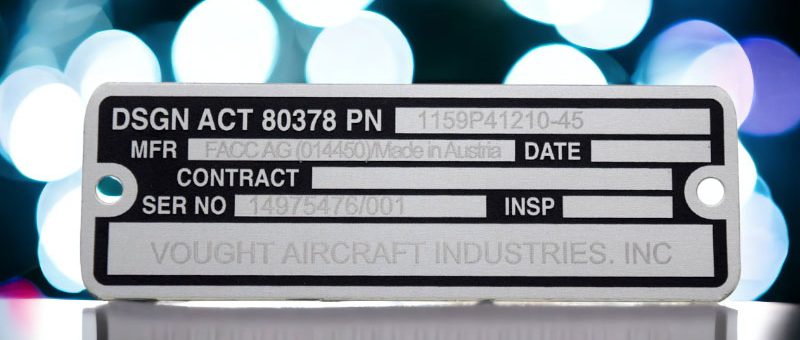 DSGN ACT 80378 PN 1159P41210-45
MFR FACC AG (014450)/Made in Austria DATE
CONTRACT
SER NO 14975476/001 INSP
VOUGHT AIRCRAFT INDUSTRIES. INC